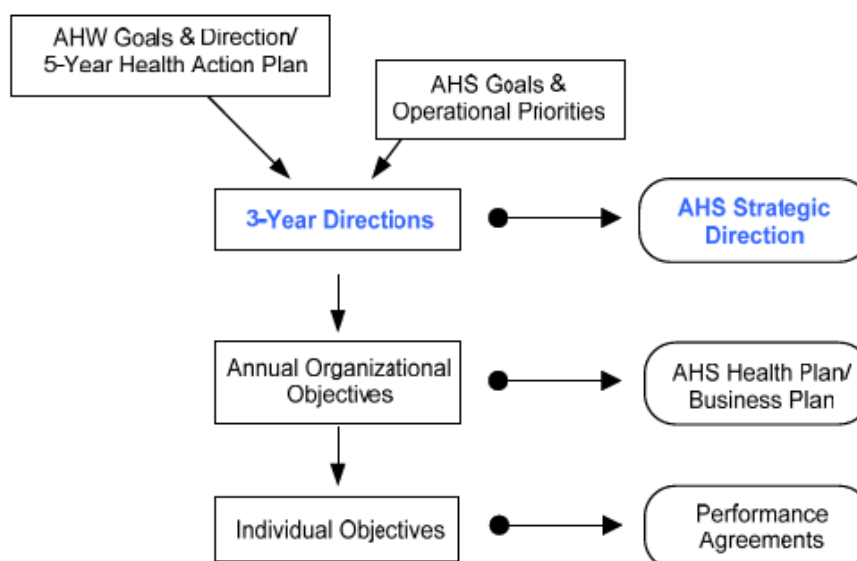 AHW Goals & Direction/
5-Year Health Action Plan
AHS Goals &
Operational Priorities
3-Year Directions
AHS Strategic
Direction
Annual Organizational
Objectives
AHS Health Plan/
Business Plan
Individual Objectives
Performance
Agreements